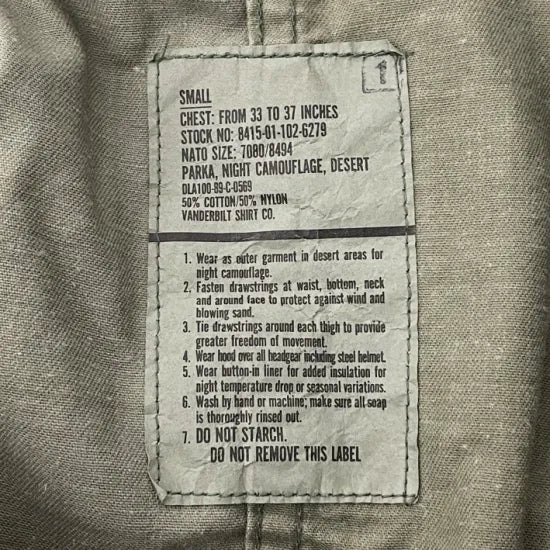 1
SMALL
CHEST: FROM 33 TO 37 INCHES
STOCK NO: 8415-01-102-6279
NATO SIZE: 7080/8494
PARKA, NIGHT CAMOUFLAGE, DESERT
DLA100-89-C-0569
50% COTTON/50% NYLON
VANDERBILT SHIRT CO.
1. Wear as outer garment in desert areas for
night camouflage.
2. Fasten drawstrings at waist, bottom, neck
and around face to protect against wind and
blowing sand.
3. Tie drawstrings around each thigh to provide
greater freedom of movement.
4. Wear hood over all headgear including steel helmet.
5. Wear button-in liner for added insulation for
night temperature drop or seasonal variations.
6. Wash by hand or machine; make sure all soap
is thoroughly rinsed out.
7. DO NOT STARCH.
DO NOT REMOVE THIS LABEL